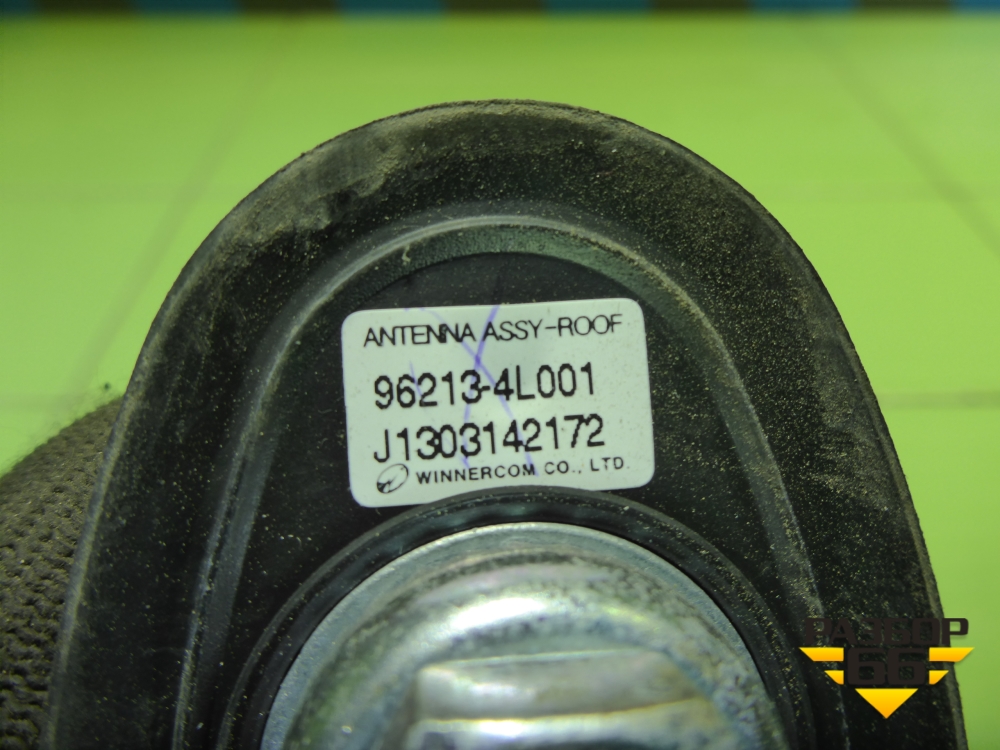 ANTENNA ASSY-ROOF
96213-4L001
J1303142172
WINNERCOM CO., LTD.
РАЗБОР
66